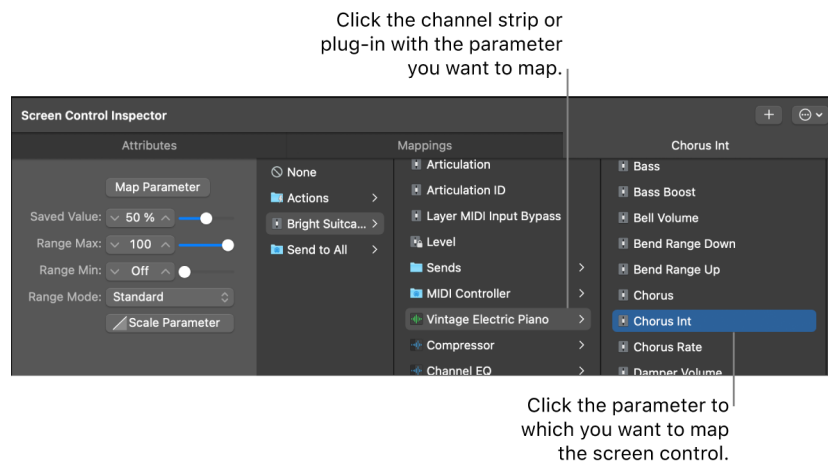 Click the channel strip or
plug-in with the parameter
you want to map.
Screen Control Inspector
Attributes
Mappings
Chorus Int
Map Parameter
Saved Value: 50 %
Range Max: 100
Range Min: Off
Range Mode: Standard
Scale Parameter
None
Actions
Bright Suitca...
Send to All
Articulation
Articulation ID
Layer MIDI Input Bypass
Level
Sends
MIDI Controller
Vintage Electric Piano
Compressor
Channel EQ
Bass
Bass Boost
Bell Volume
Bend Range Down
Bend Range Up
Chorus
Chorus Int
Chorus Rate
Damper Volume
Click the parameter to
which you want to map
the screen control.